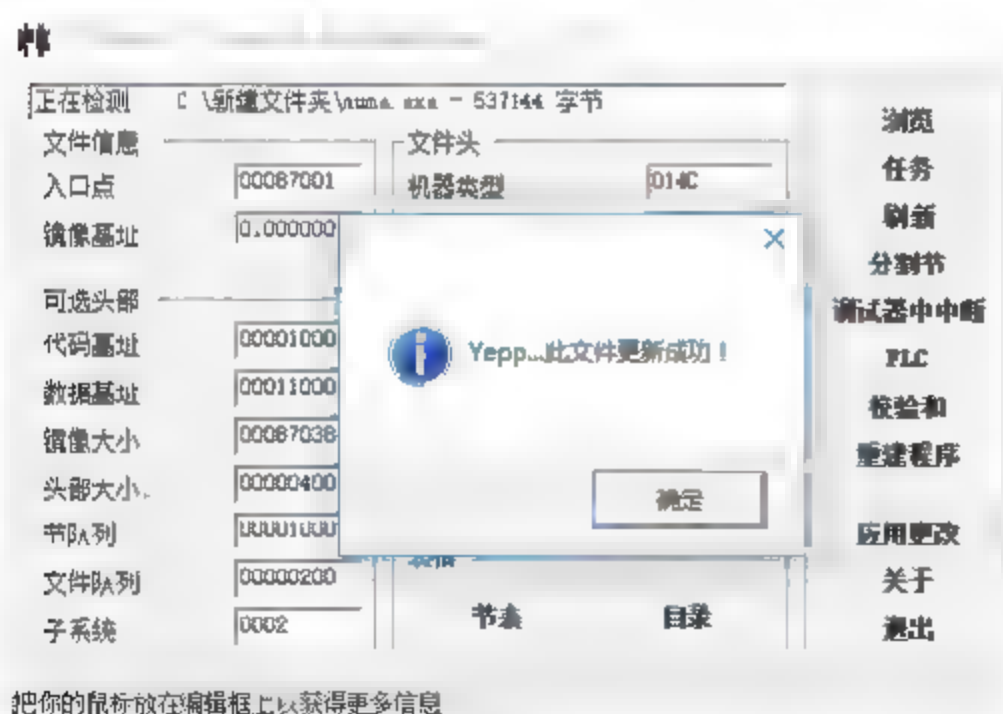 正在检测 C:\新建文件夹\numa.exe - 537144 字节
文件信息
文件头
入口点 00087001
机器类型 014C
镜像基址 0.000000
可选头部
代码基址 00001000
数据基址 00011000
镜像大小 00087038
头部大小 00000400
节队列 00001000
文件队列 00000200
子系统 0002
Yepp...此文件更新成功！
确定
表格
节表 目录
浏览
任务
刷新
分割节
调试器中中断
PLC
校验和
重建程序
应用更改
关于
退出
把你的鼠标放在编辑框上以获得更多信息